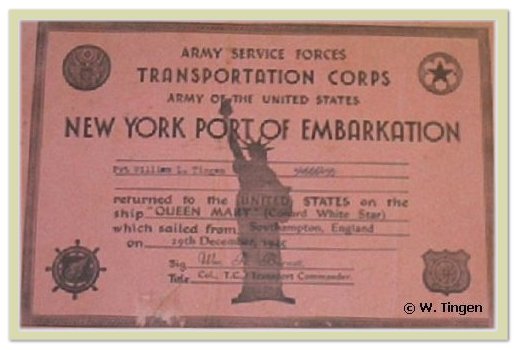 ARMY SERVICE FORCES
TRANSPORTATION CORPS
ARMY OF THE UNITED STATES
NEW YORK PORT OF EMBARKATION
Pvt William L. Tingen
returned to the UNITED STATES on the
ship "QUEEN MARY" (Cunard White Star)
which sailed from Southampton, England
on 29th December, 1945
Sig Wm.
Title Col., T.C., Transport Commander
© W. Tingen